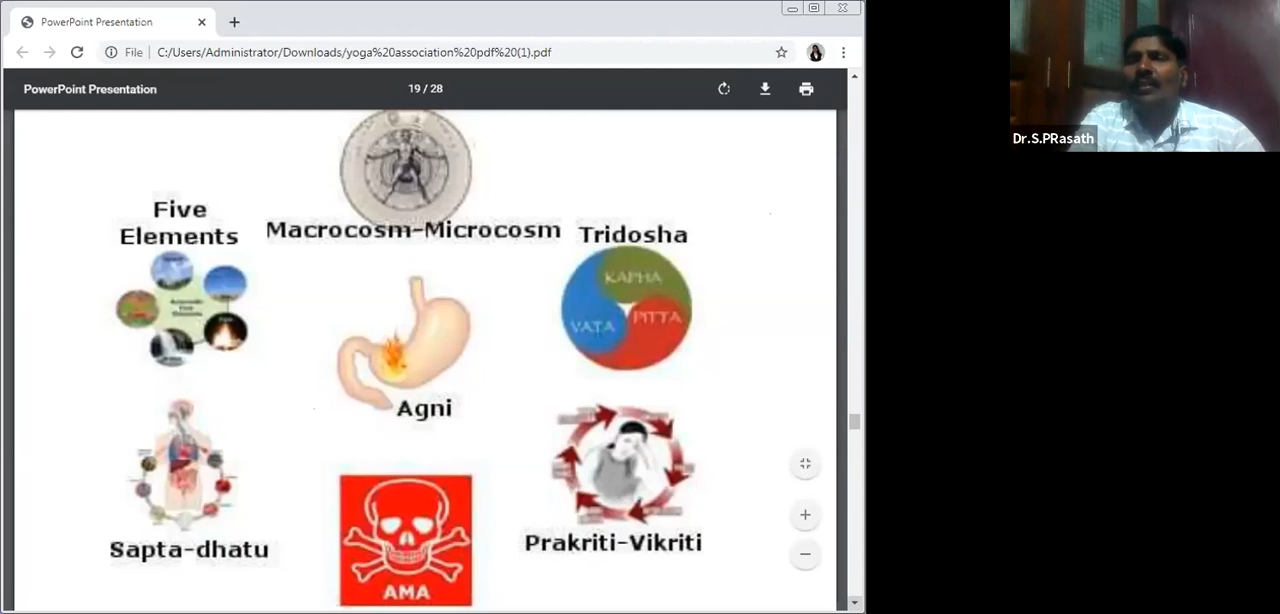 PowerPoint Presentation
File
C:/Users/Administrator/Downloads/yoga%20association%20pdf%20(1).pdf
PowerPoint Presentation
19 / 28
Dr.S.PRasath
Five
Elements
Macrocosm-Microcosm
Tridosha
KAPHA
VATA
PITTA
Agni
Sapta-dhatu
AMA
Prakriti-Vikriti